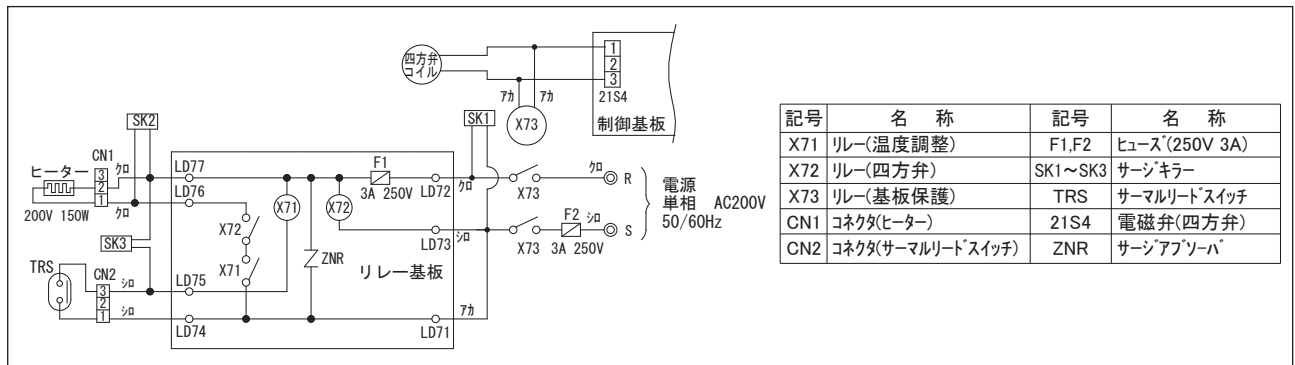 四方弁
コイル
1
2
3
21S4
制御基板
アカ アカ
X73
SK2
SK1
CN1
ヒーター
クロ
3
2
1
クロ
200V 150W
LD77
LD76
F1
3A 250V
LD72
クロ
X73
クロ
R
X71
X72
X72
SK3
LD73
シロ
X73
F2
3A 250V
シロ
S
電源
単相 AC200V
50/60Hz
TRS
CN2
シロ
3
2
1
シロ
LD75
X71
ZNR
リレー基板
LD74
LD71
アカ
記号 名 称 記号 名 称
X71 リレー(温度調整) F1,F2 ヒューズ(250V 3A)
X72 リレー(四方弁) SK1~SK3 サージキラー
X73 リレー(基板保護) TRS サーマルリードスイッチ
CN1 コネクタ(ヒーター) 21S4 電磁弁(四方弁)
CN2 コネクタ(サーマルリードスイッチ) ZNR サージアブソーバ